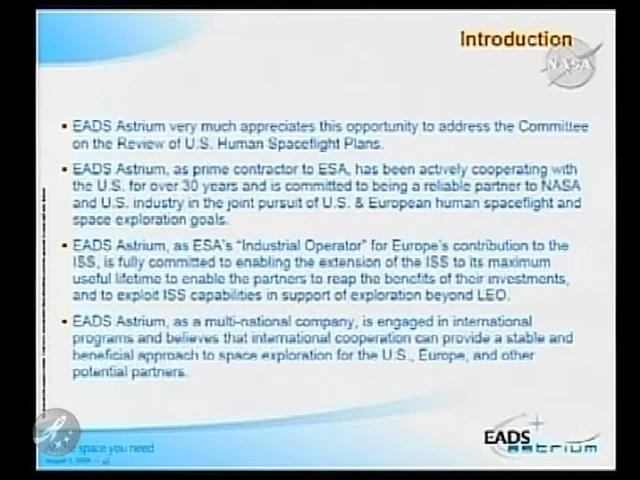 Introduction
NASA
▪ EADS Astrium very much appreciates this opportunity to address the Committee
on the Review of U.S. Human Spaceflight Plans.
▪ EADS Astrium, as prime contractor to ESA, has been actively cooperating with
the U.S. for over 30 years and is committed to being a reliable partner to NASA
and U.S. industry in the joint pursuit of U.S. & European human spaceflight and
space exploration goals.
▪ EADS Astrium, as ESA's "Industrial Operator" for Europe's contribution to the
ISS, is fully committed to enabling the extension of the ISS to its maximum
useful lifetime to enable the partners to reap the benefits of their investments,
and to exploit ISS capabilities in support of exploration beyond LEO.
▪ EADS Astrium, as a multi-national company, is engaged in international
programs and believes that international cooperation can provide a stable and
beneficial approach to space exploration for the U.S., Europe, and other
potential partners.
space you need
EADS
astrium